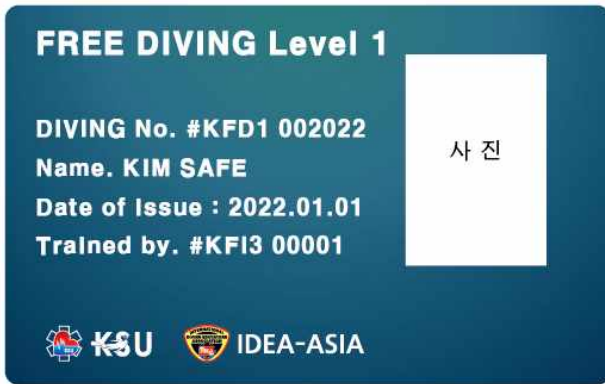 FREE DIVING Level 1
DIVING No. #KFD1 002022
사 진
Name. KIM SAFE
Date of Issue : 2022.01.01
Trained by. #KFI3 00001
KSU
IDEA-ASIA